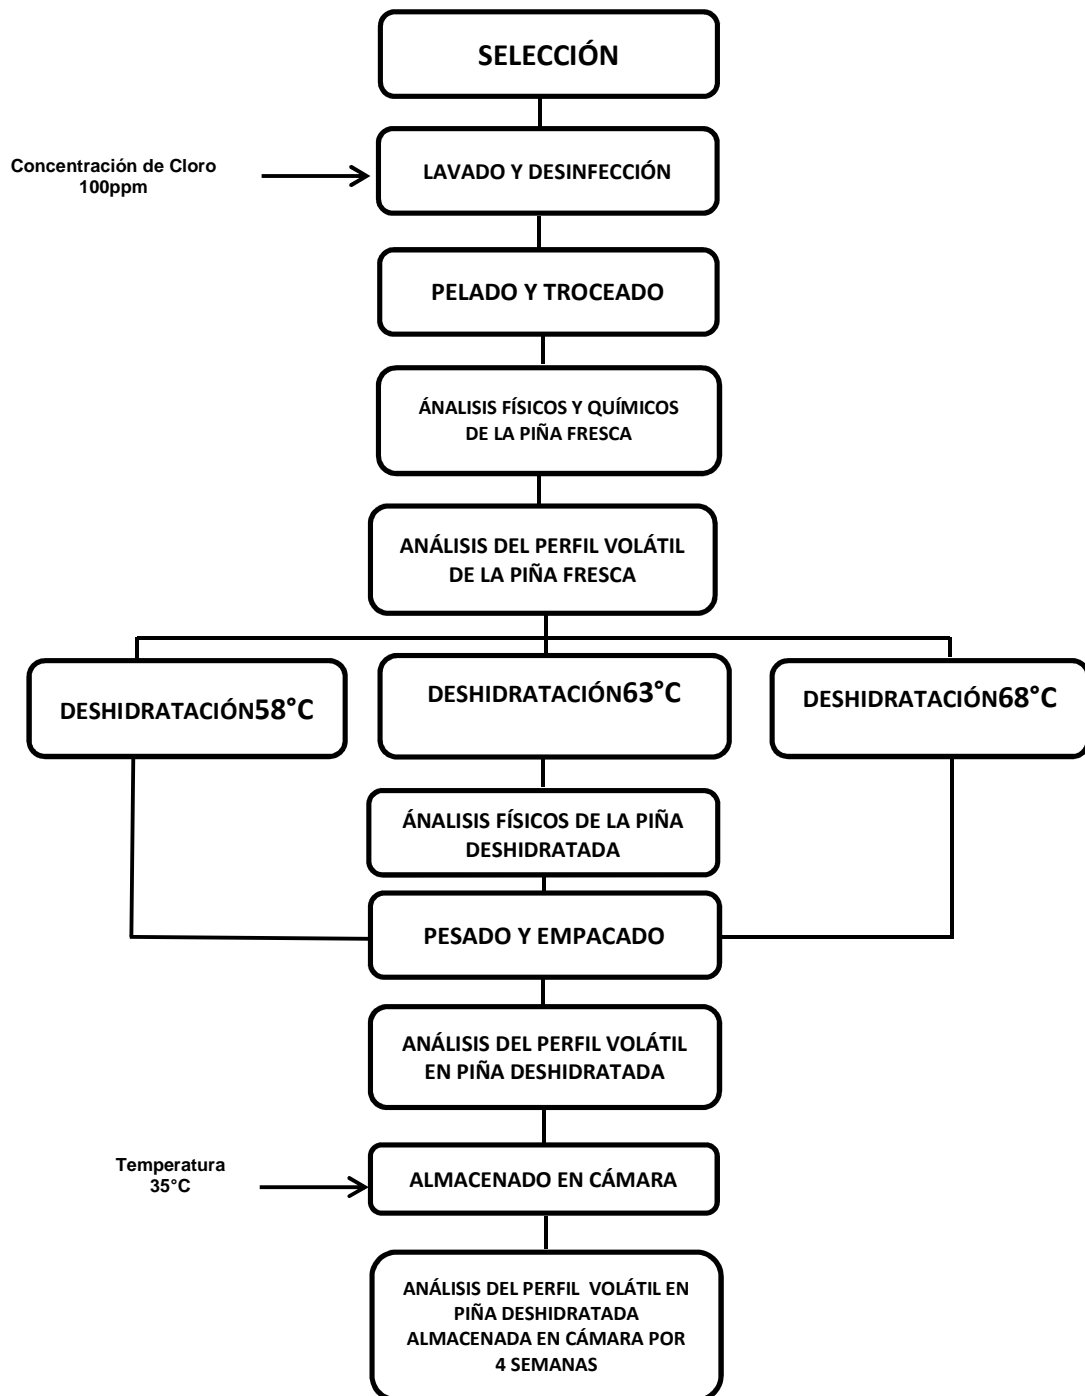 SELECCIÓN
Concentración de Cloro
100ppm
LAVADO Y DESINFECCIÓN
PELADO Y TROCEADO
ÁNALISIS FÍSICOS Y QUÍMICOS
DE LA PIÑA FRESCA
ANÁLISIS DEL PERFIL VOLÁTIL
DE LA PIÑA FRESCA
DESHIDRATACIÓN58°C
DESHIDRATACIÓN63°C
DESHIDRATACIÓN68°C
ÁNALISIS FÍSICOS DE LA PIÑA
DESHIDRATADA
PESADO Y EMPACADO
ANÁLISIS DEL PERFIL VOLÁTIL
EN PIÑA DESHIDRATADA
Temperatura
35°C
ALMACENADO EN CÁMARA
ANÁLISIS DEL PERFIL VOLÁTIL EN
PIÑA DESHIDRATADA
ALMACENADA EN CÁMARA POR
4 SEMANAS